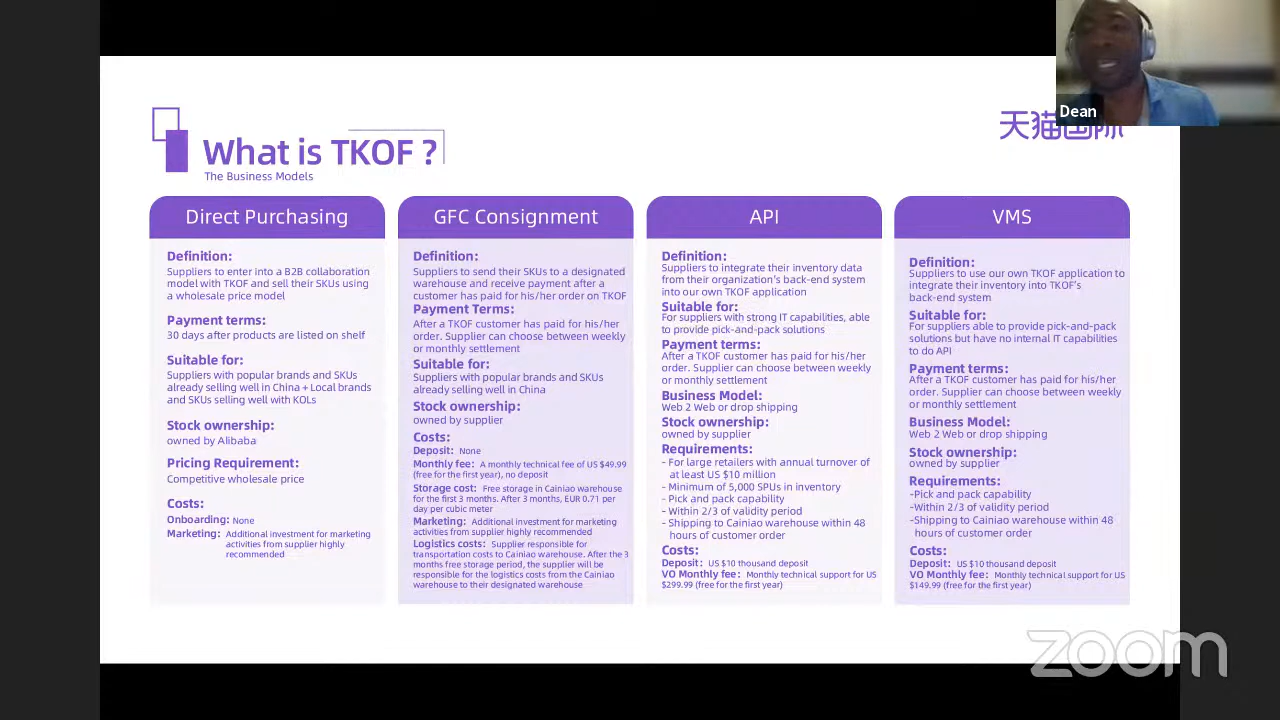 Dean
天猫国际
What is TKOF ?
The Business Models
Direct Purchasing
Definition:
Suppliers to enter into a B2B collaboration
model with TKOF and sell their SKUs using
a wholesale price model
Payment terms:
30 days after products are listed on shelf
Suitable for:
Suppliers with popular brands and SKUs
already selling well in China + Local brands
and SKUs selling well with KOLs
Stock ownership:
owned by Alibaba
Pricing Requirement:
Competitive wholesale price
Costs:
Onboarding: None
Marketing: Additional investment for marketing
activities from supplier highly
recommended
GFC Consignment
Definition:
Suppliers to send their SKUs to a designated
warehouse and receive payment after a
customer has paid for his/her order on TKOF
Payment Terms:
After a TKOF customer has paid for his/her
order. Supplier can choose between weekly
or monthly settlement
Suitable for:
Suppliers with popular brands and SKUs
already selling well in China
Stock ownership:
owned by supplier
Costs:
Deposit: None
Monthly fee: A monthly technical fee of US $49.99
(free for the first year), no deposit
Storage cost: Free storage in Cainiao warehouse
for the first 3 months. After 3 months, EUR 0.71 per
day per cubic meter
Marketing: Additional investment for marketing
activities from supplier highly recommended
Logistics costs: Supplier responsible for
transportation costs to Cainiao warehouse. After the 3
months free storage period, the supplier will be
responsible for the logistics costs from the Cainiao
warehouse to their designated warehouse
API
Definition:
Suppliers to integrate their inventory data
from their organization's back-end system
into our own TKOF application
Suitable for:
For suppliers with strong IT capabilities, able
to provide pick-and-pack solutions
Payment terms:
After a TKOF customer has paid for his/her
order. Supplier can choose between weekly
or monthly settlement
Business Model:
Web 2 Web or drop shipping
Stock ownership:
owned by supplier
Requirements:
- For large retailers with annual turnover of
at least US $10 million
- Minimum of 5,000 SPUs in inventory
- Pick and pack capability
- Within 2/3 of validity period
- Shipping to Cainiao warehouse within 48
hours of customer order
Costs:
Deposit: US $10 thousand deposit
VO Monthly fee: Monthly technical support for US
$299.99 (free for the first year)
VMS
Definition:
Suppliers to use our own TKOF application to
integrate their inventory into TKOF's
back-end system
Suitable for:
For suppliers able to provide pick-and-pack
solutions but have no internal IT capabilities
to do API
Payment terms:
After a TKOF customer has paid for his/her
order. Supplier can choose between weekly
or monthly settlement
Business Model:
Web 2 Web or drop shipping
Stock ownership:
owned by supplier
Requirements:
-Pick and pack capability
-Within 2/3 of validity period
-Shipping to Cainiao warehouse within 48
hours of customer order
Costs:
Deposit: US $10 thousand deposit
VO Monthly fee: Monthly technical support for US
$149.99 (free for the first year)
zoom